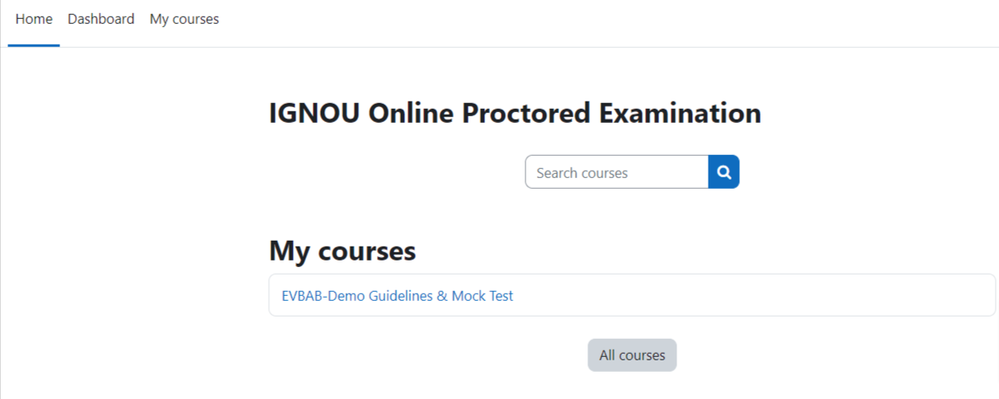 Home Dashboard My courses
IGNOU Online Proctored Examination
Search courses
My courses
EVBAB-Demo Guidelines & Mock Test
All courses